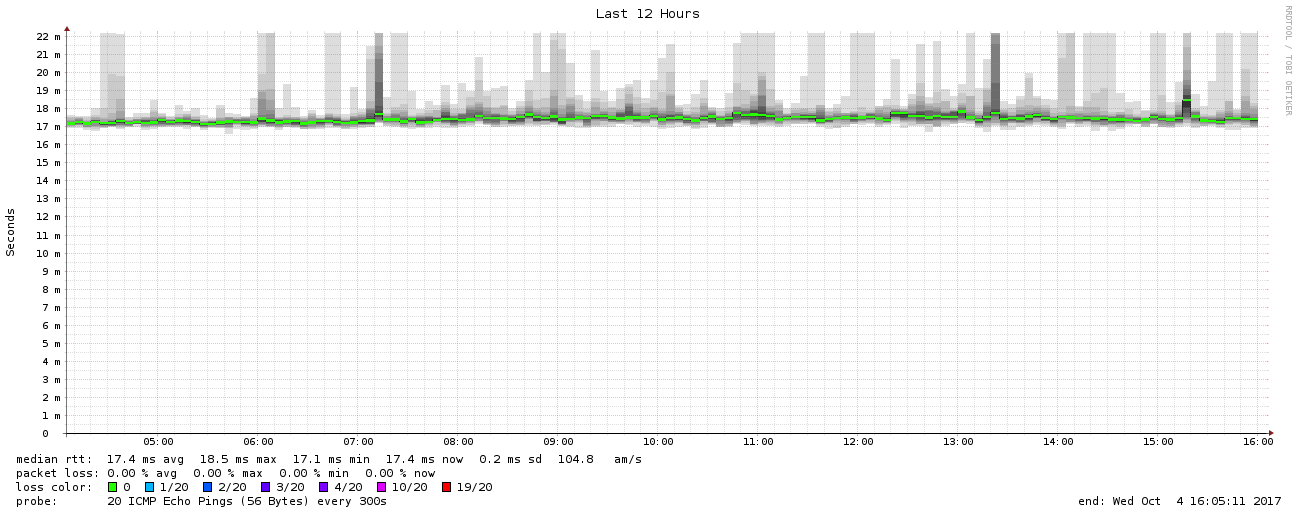 Last 12 Hours
RRDTOOL / TOBI OETIKER
Seconds
22 m
21 m
20 m
19 m
18 m
17 m
16 m
15 m
14 m
13 m
12 m
11 m
10 m
9 m
8 m
7 m
6 m
5 m
4 m
3 m
2 m
1 m
0
05:00 06:00 07:00 08:00 09:00 10:00 11:00 12:00 13:00 14:00 15:00 16:00
median rtt: 17.4 ms avg 18.5 ms max 17.1 ms min 17.4 ms now 0.2 ms sd 104.8 am/s
packet loss: 0.00 % avg 0.00 % max 0.00 % min 0.00 % now
loss color: 0 1/20 2/20 3/20 4/20 10/20 19/20
probe: 20 ICMP Echo Pings (56 Bytes) every 300s end: Wed Oct 4 16:05:11 2017